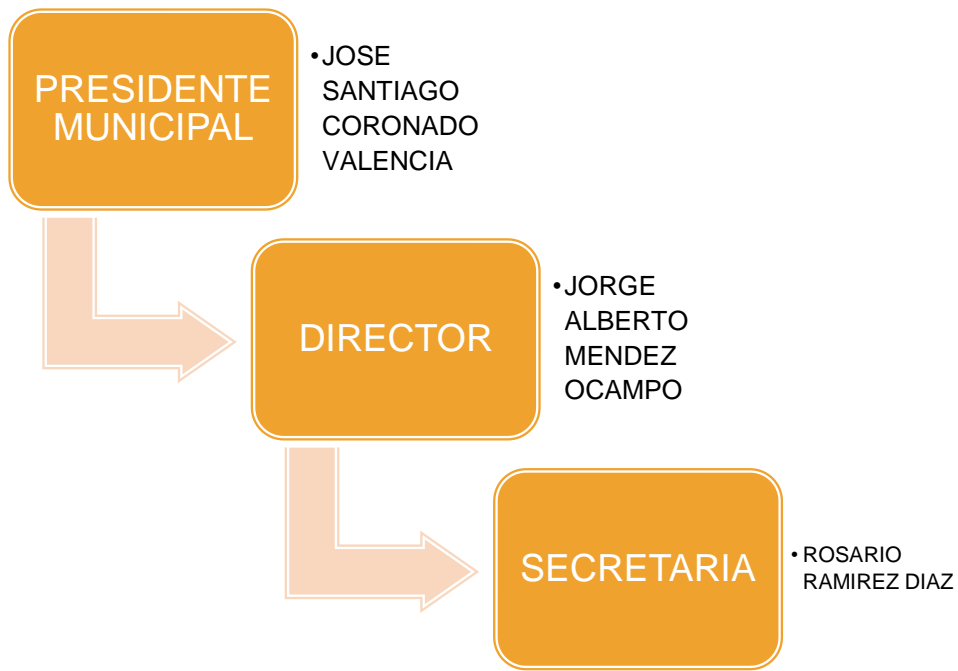 PRESIDENTE
MUNICIPAL
• JOSE
SANTIAGO
CORONADO
VALENCIA
DIRECTOR
• JORGE
ALBERTO
MENDEZ
OCAMPO
SECRETARIA
• ROSARIO
RAMIREZ DIAZ